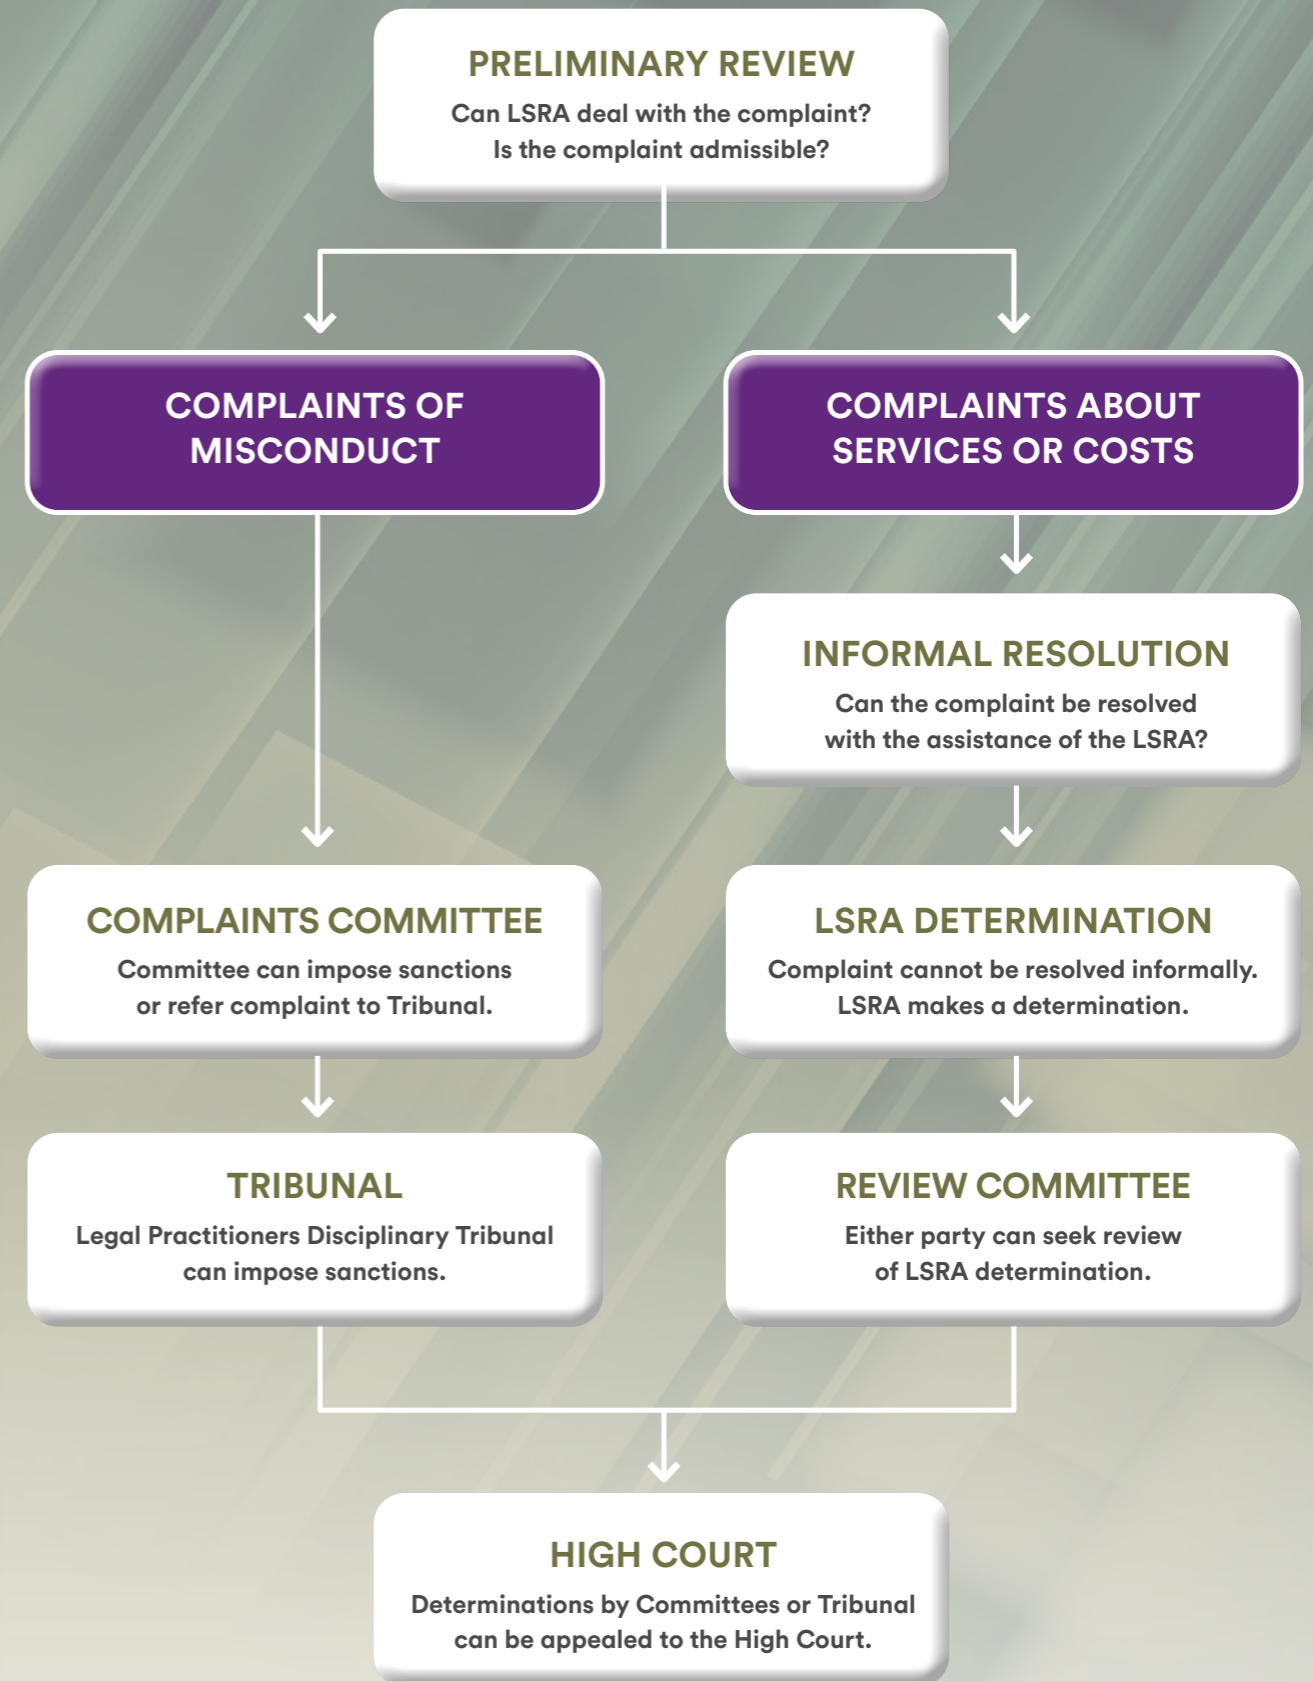 PRELIMINARY REVIEW
Can LSRA deal with the complaint?
Is the complaint admissible?
COMPLAINTS OF
MISCONDUCT
COMPLAINTS ABOUT
SERVICES OR COSTS
INFORMAL RESOLUTION
Can the complaint be resolved
with the assistance of the LSRA?
COMPLAINTS COMMITTEE
Committee can impose sanctions
or refer complaint to Tribunal.
LSRA DETERMINATION
Complaint cannot be resolved informally.
LSRA makes a determination.
TRIBUNAL
Legal Practitioners Disciplinary Tribunal
can impose sanctions.
REVIEW COMMITTEE
Either party can seek review
of LSRA determination.
HIGH COURT
Determinations by Committees or Tribunal
can be appealed to the High Court.